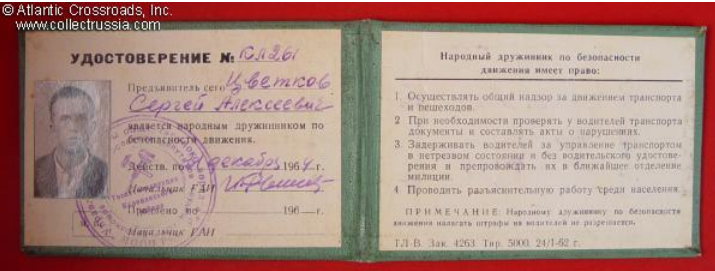 © Atlantic Crossroads, Inc.
www.collectrussia.com
УДОСТОВЕРЕНИЕ №
Предъявитель сего Цветков
Сергей Алексеевич
является народным дружинником по
безопасности движения.
Действ. по декабрь 1964 г.
Начальник ГАИ
Продлено по 196 — г.
Начальник ГАИ
Народный дружинник по безопасности
движения имеет право:
1. Осуществлять общий надзор за движением транспорта
и пешеходов.
2. При необходимости проверять у водителей транспорта
документы и составлять акты о нарушениях.
3. Задерживать водителей за управление транспортом
в нетрезвом состоянии и без водительского удостове-
рения и препровождать их в ближайшее отделение
милиции.
4. Проводить разъяснительную работу среди населения.
ПРИМЕЧАНИЕ: Народному дружиннику по безопасности
движения налагать штрафы на водителей не разрешается.
ТЛ-В. Зак. 4263. Тир. 5000. 24/I-62 г.